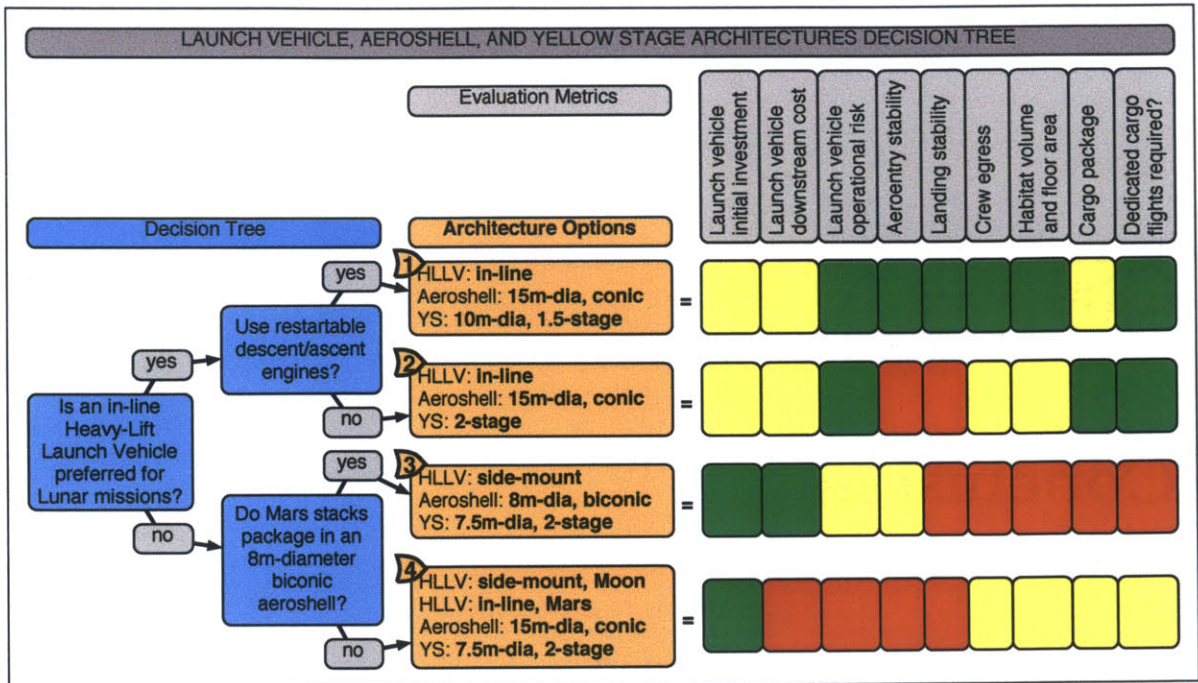 LAUNCH VEHICLE, AEROSHELL, AND YELLOW STAGE ARCHITECTURES DECISION TREE
Evaluation Metrics
Launch vehicle
initial investment
Launch vehicle
downstream cost
Launch vehicle
operational risk
Aeroentry stability
Landing stability
Crew egress
Habitat volume
and floor area
Cargo package
Dedicated cargo
flights required?
Decision Tree
Architecture Options
Is an in-line
Heavy-Lift
Launch Vehicle
preferred for
Lunar missions?
yes
Use restartable
descent/ascent
engines?
yes
1
HLLV: in-line
Aeroshell: 15m-dia, conic
YS: 10m-dia, 1.5-stage
=
no
2
HLLV: in-line
Aeroshell: 15m-dia, conic
YS: 2-stage
=
no
Do Mars stacks
package in an
8m-diameter
biconic
aeroshell?
yes
3
HLLV: side-mount
Aeroshell: 8m-dia, biconic
YS: 7.5m-dia, 2-stage
=
no
4
HLLV: side-mount, Moon
HLLV: in-line, Mars
Aeroshell: 15m-dia, conic
YS: 7.5m-dia, 2-stage
=